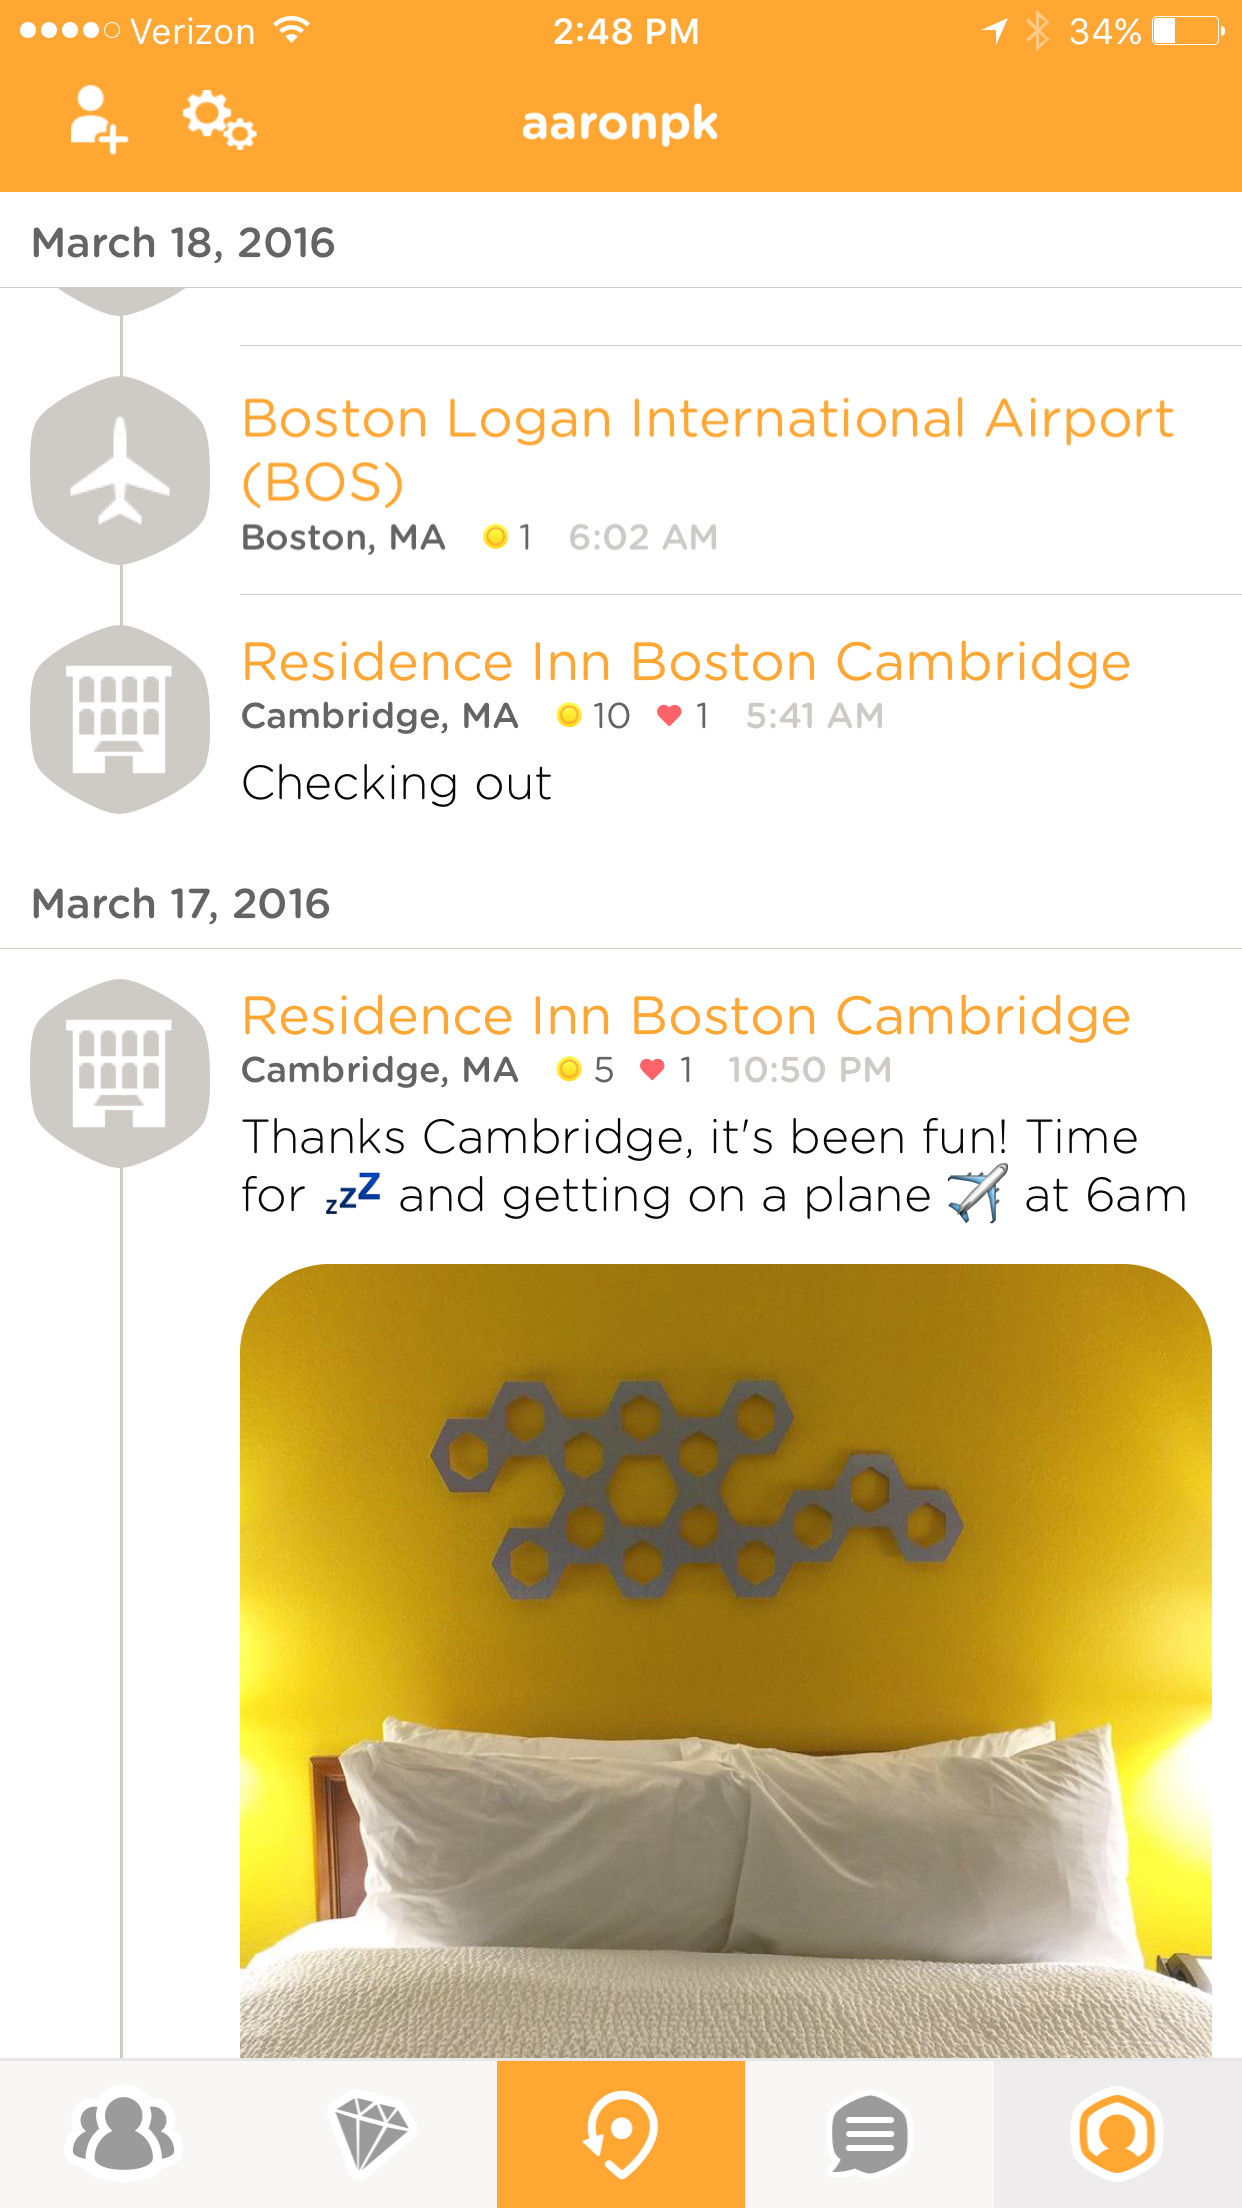 Verizon 2:48 PM 34%
aaronpk
March 18, 2016
Boston Logan International Airport
(BOS)
Boston, MA 1 6:02 AM
Residence Inn Boston Cambridge
Cambridge, MA 10 1 5:41 AM
Checking out
March 17, 2016
Residence Inn Boston Cambridge
Cambridge, MA 5 1 10:50 PM
Thanks Cambridge, it's been fun! Time
for 💤 and getting on a plane ✈️ at 6am